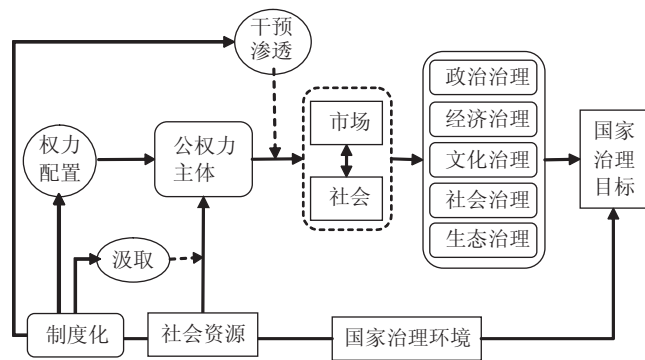 干预
渗透
权力
配置
公权力
主体
市场
社会
政治治理
经济治理
文化治理
社会治理
生态治理
国家
治理
目标
汲取
制度化
社会资源
国家治理环境